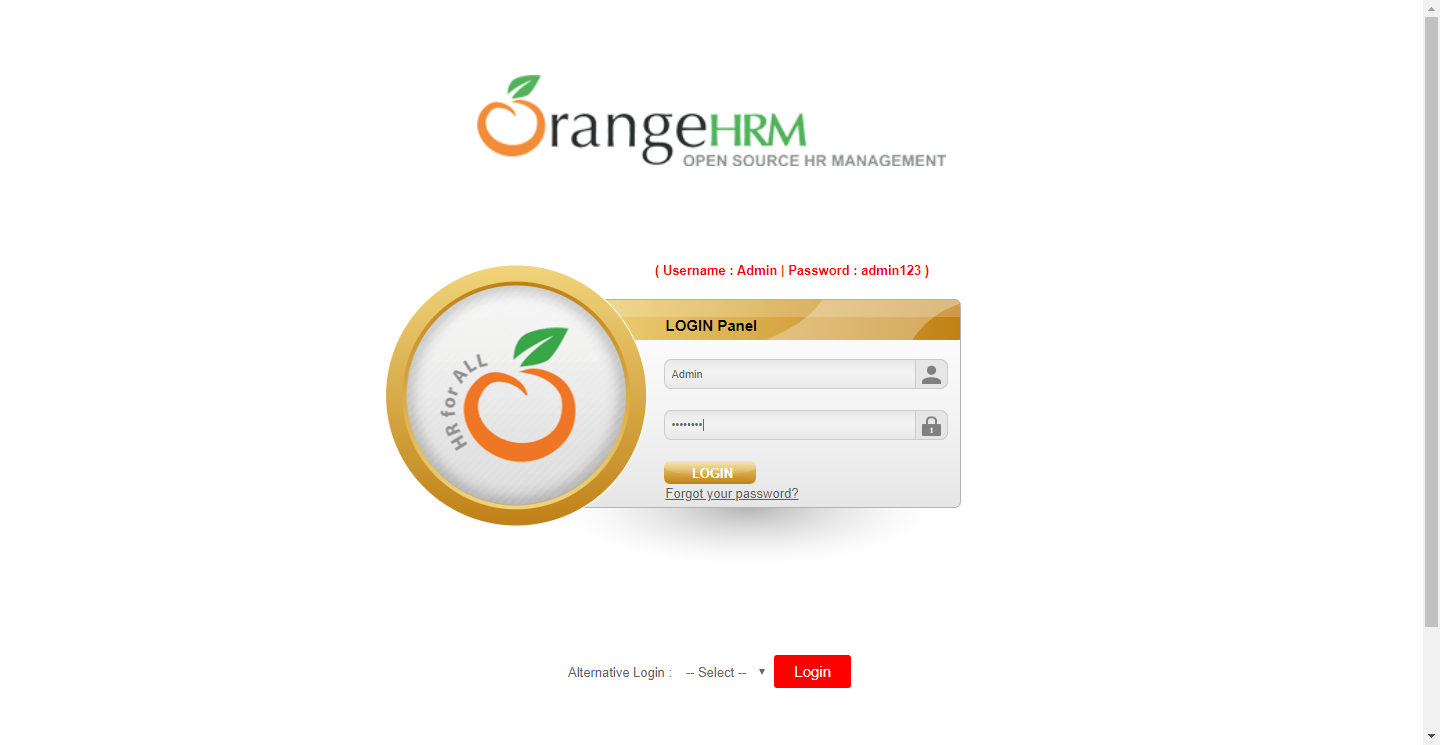 OrangeHRM
OPEN SOURCE HR MANAGEMENT
( Username : Admin | Password : admin123 )
LOGIN Panel
HR for ALL
Admin
••••••••
LOGIN
Forgot your password?
Alternative Login : -- Select -- Login